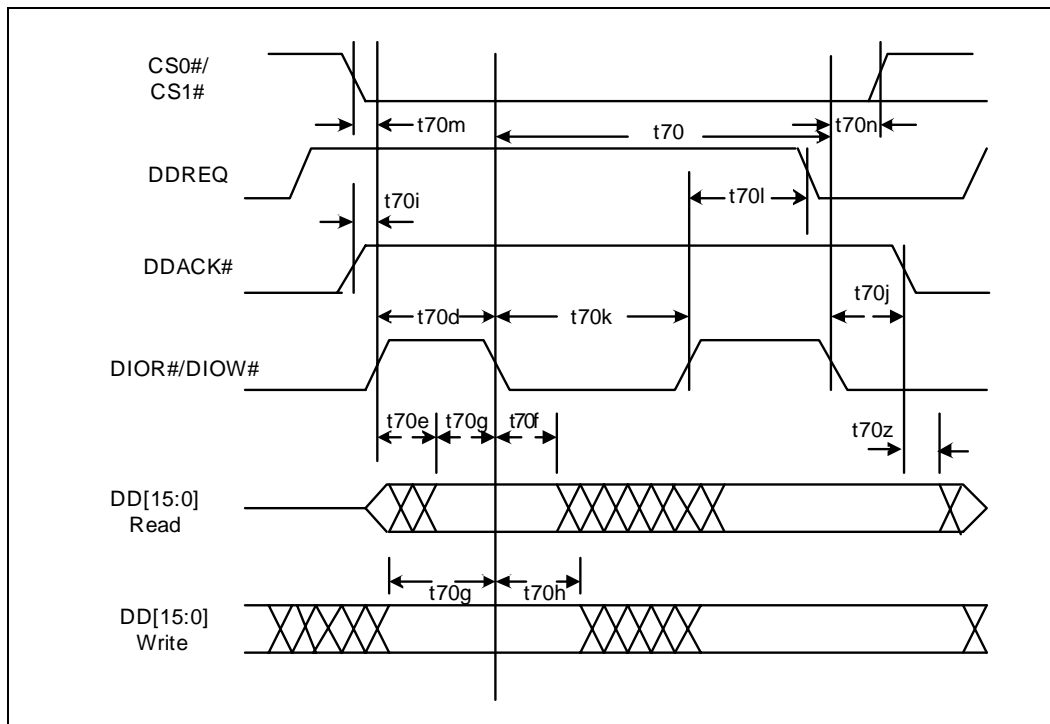 CS0#/
CS1#
t70m
t70
t70n
DDREQ
t70i
t70l
DDACK#
t70j
t70d
t70k
DIOR#/DIOW#
t70e
t70g
t70f
t70z
DD[15:0]
Read
t70g
t70h
DD[15:0]
Write